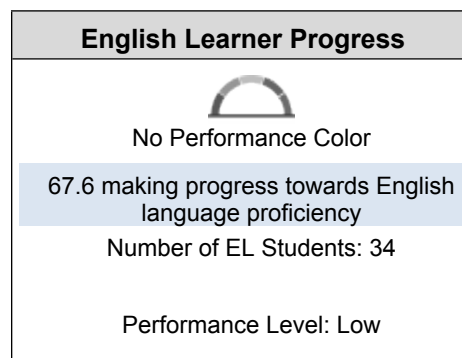 English Learner Progress
No Performance Color
67.6 making progress towards English
language proficiency
Number of EL Students: 34
Performance Level: Low